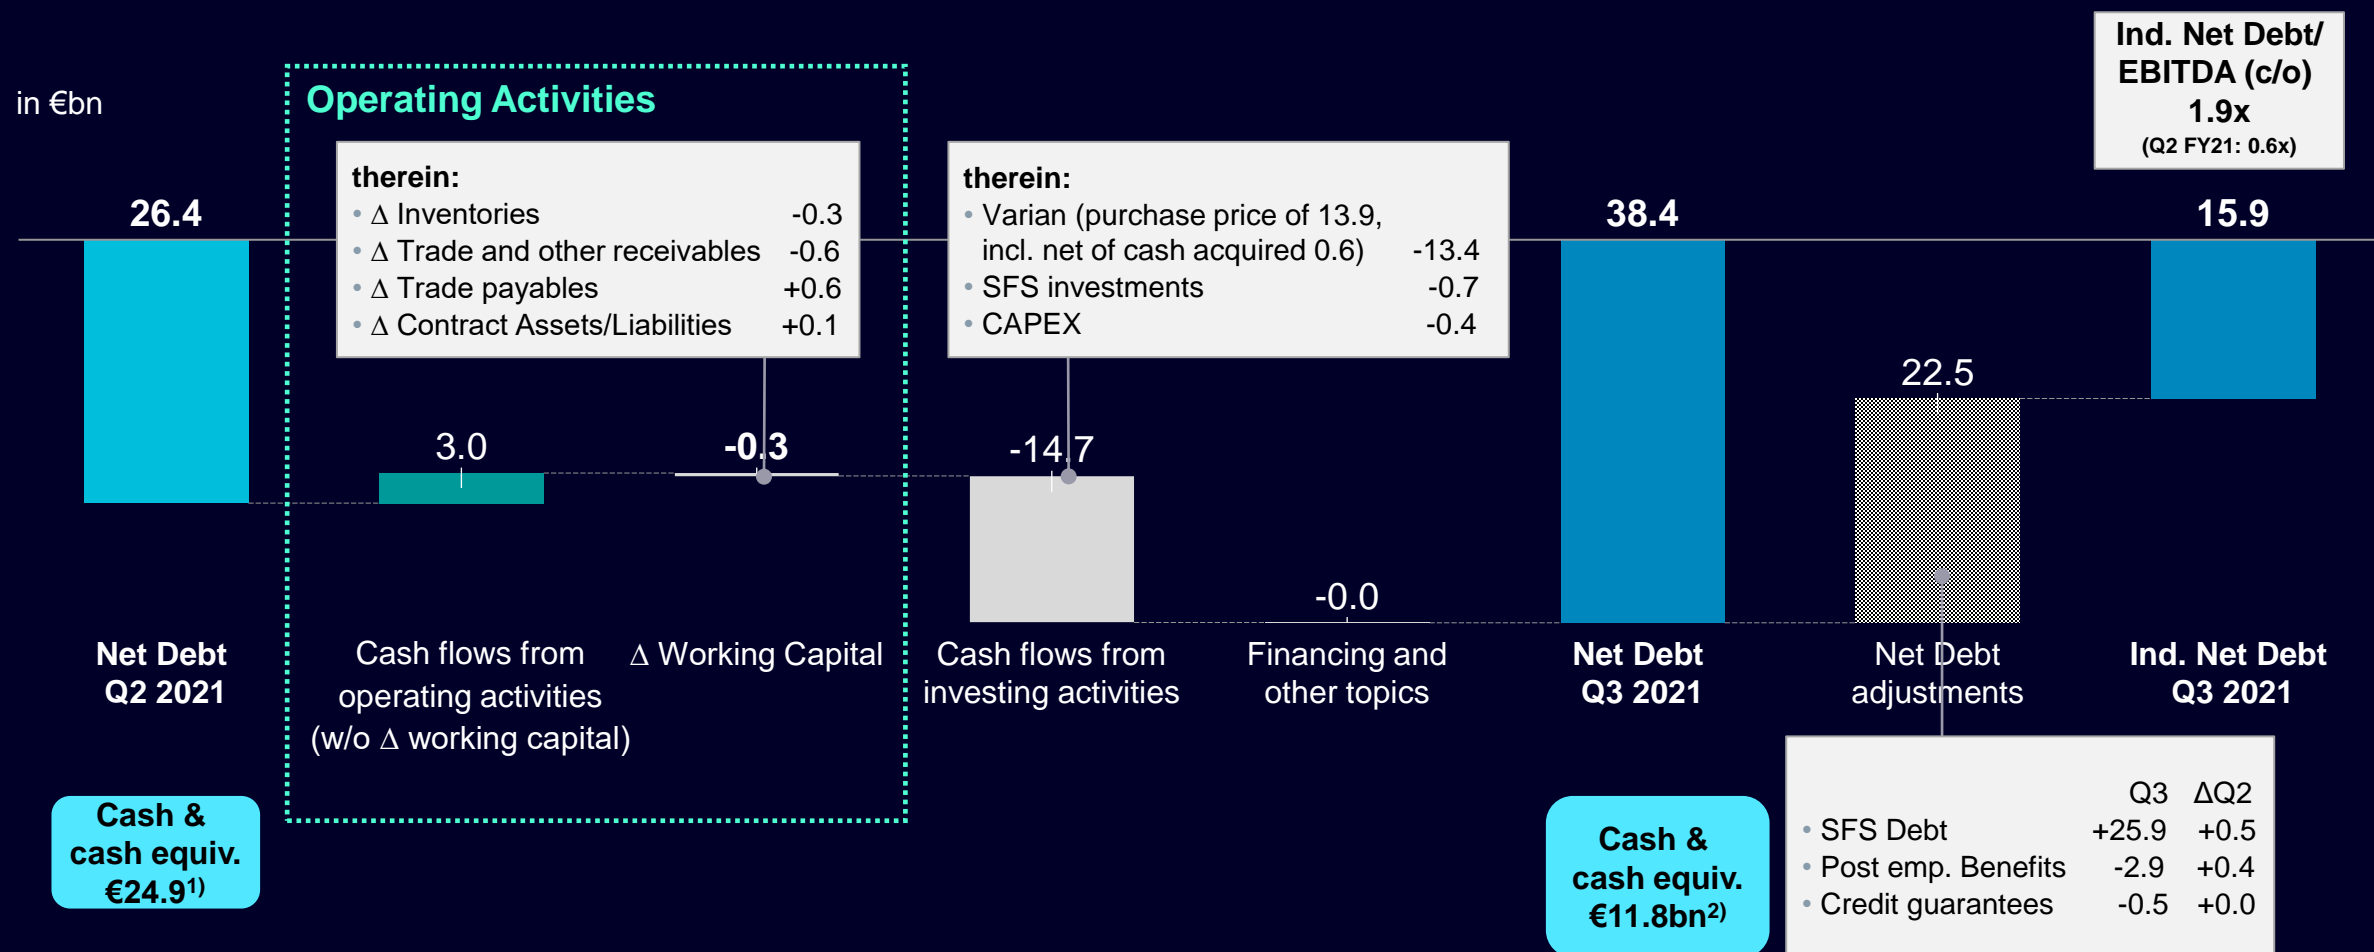 in €bn
Operating Activities
Ind. Net Debt/
EBITDA (c/o)
1.9x
(Q2 FY21: 0.6x)
therein:
• Δ Inventories -0.3
• Δ Trade and other receivables -0.6
• Δ Trade payables +0.6
• Δ Contract Assets/Liabilities +0.1
therein:
• Varian (purchase price of 13.9,
incl. net of cash acquired 0.6) -13.4
• SFS investments -0.7
• CAPEX -0.4
26.4
3.0
-0.3
-14.7
-0.0
38.4
22.5
15.9
Net Debt
Q2 2021
Cash flows from
operating activities
(w/o Δ working capital)
Δ Working Capital
Cash flows from
investing activities
Financing and
other topics
Net Debt
Q3 2021
Net Debt
adjustments
Ind. Net Debt
Q3 2021
Cash &
cash equiv.
€24.9¹⁾
Cash &
cash equiv.
€11.8bn²⁾
Q3 ΔQ2
• SFS Debt +25.9 +0.5
• Post emp. Benefits -2.9 +0.4
• Credit guarantees -0.5 +0.0